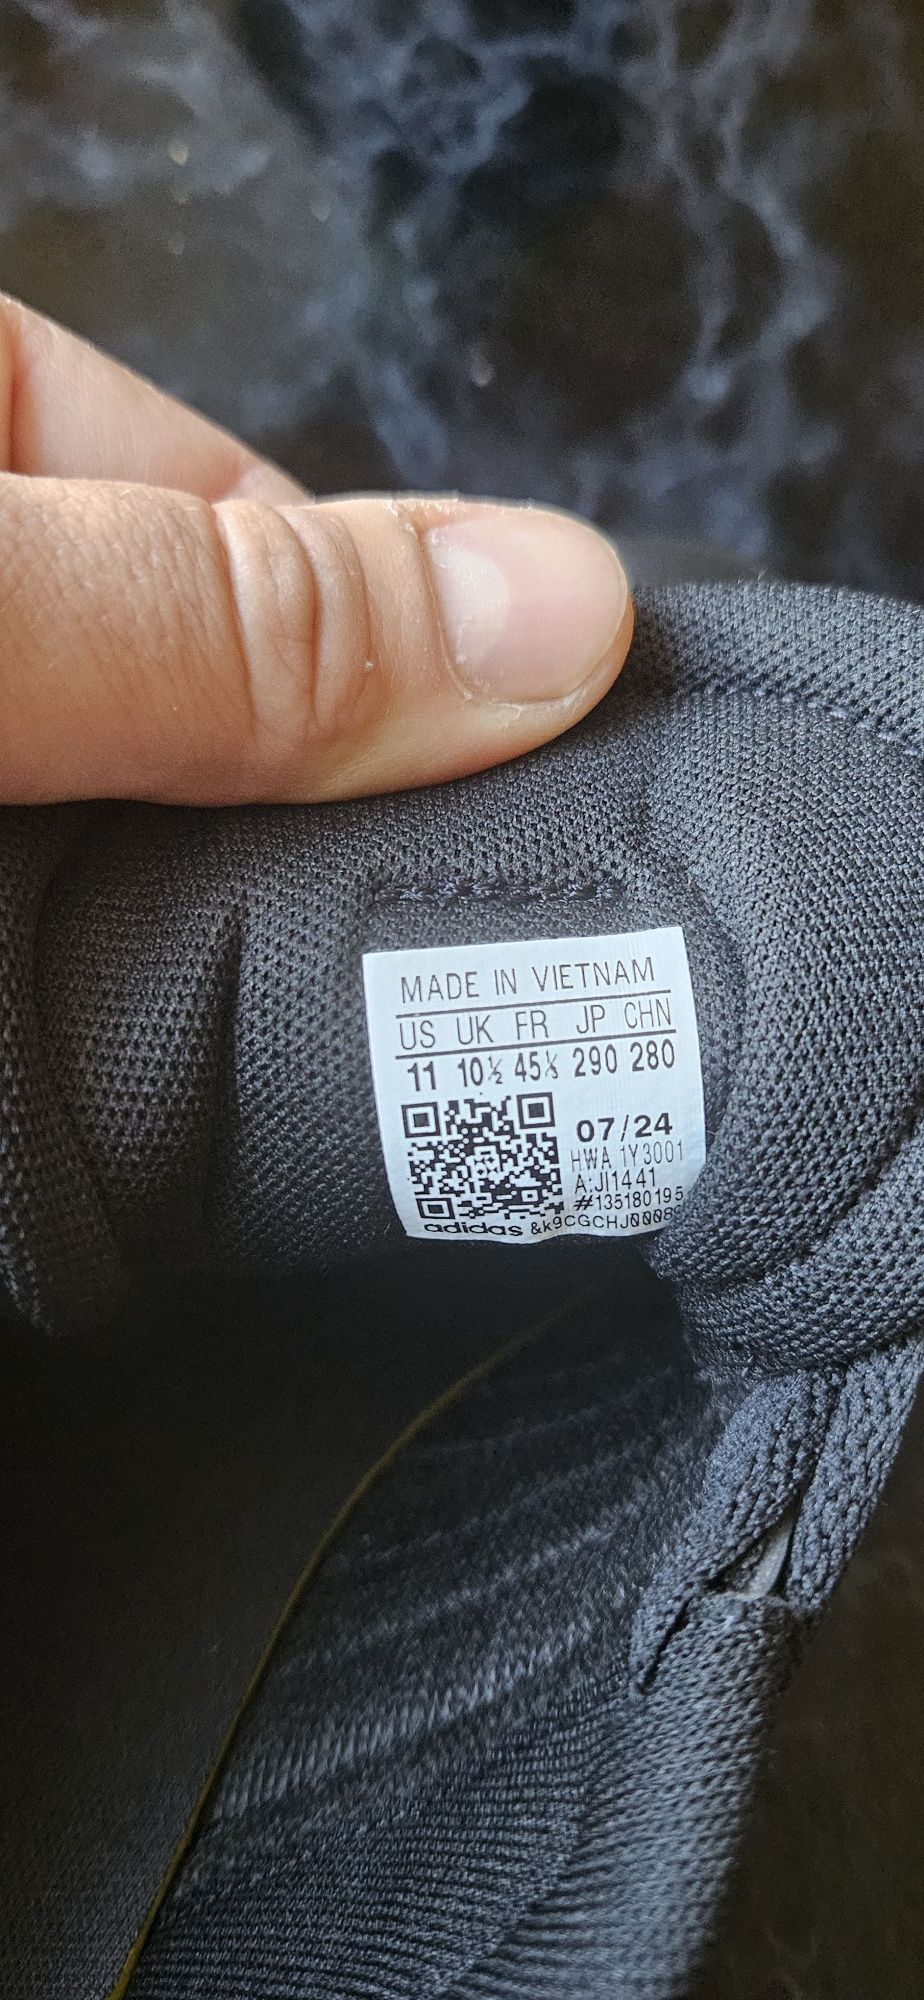 MADE IN VIETNAM
US UK FR JP CHN
11 10½ 45⅓ 290 280
07/24
HWA 1Y3001
A:JI1441
#135180195
adidas